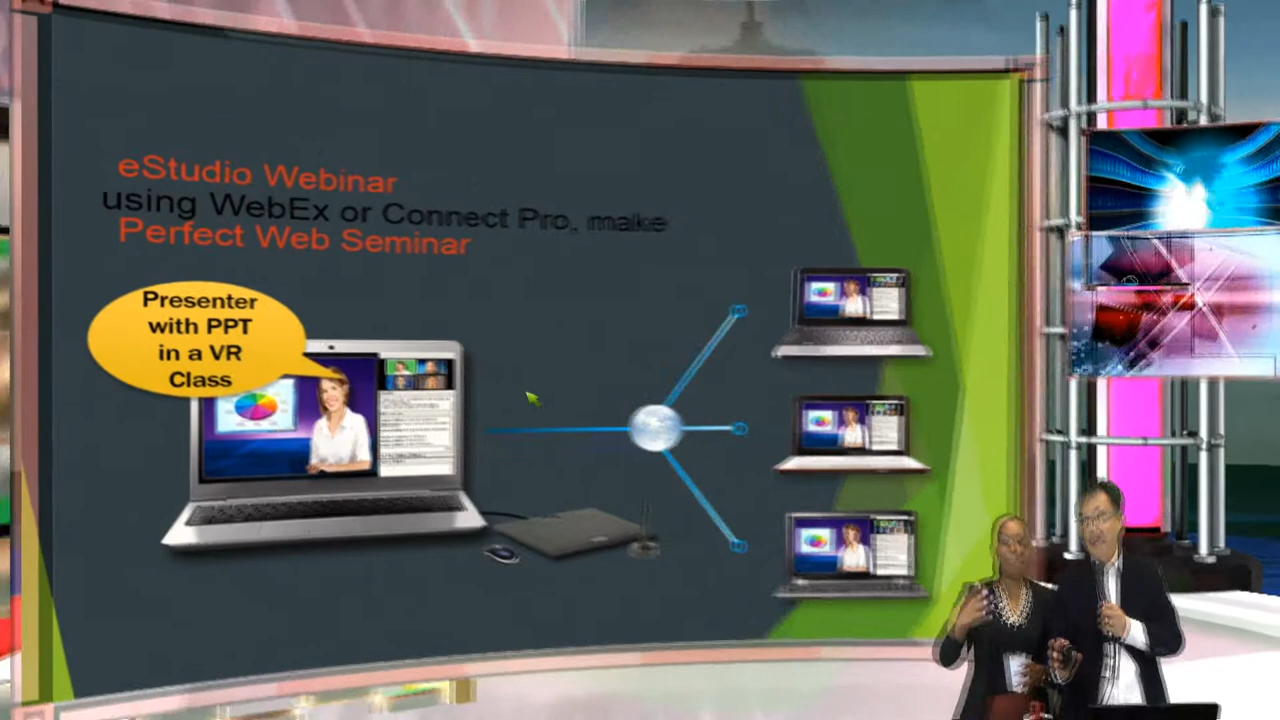 eStudio Webinar
using WebEx or Connect Pro, make
Perfect Web Seminar
Presenter
with PPT
in a VR
Class